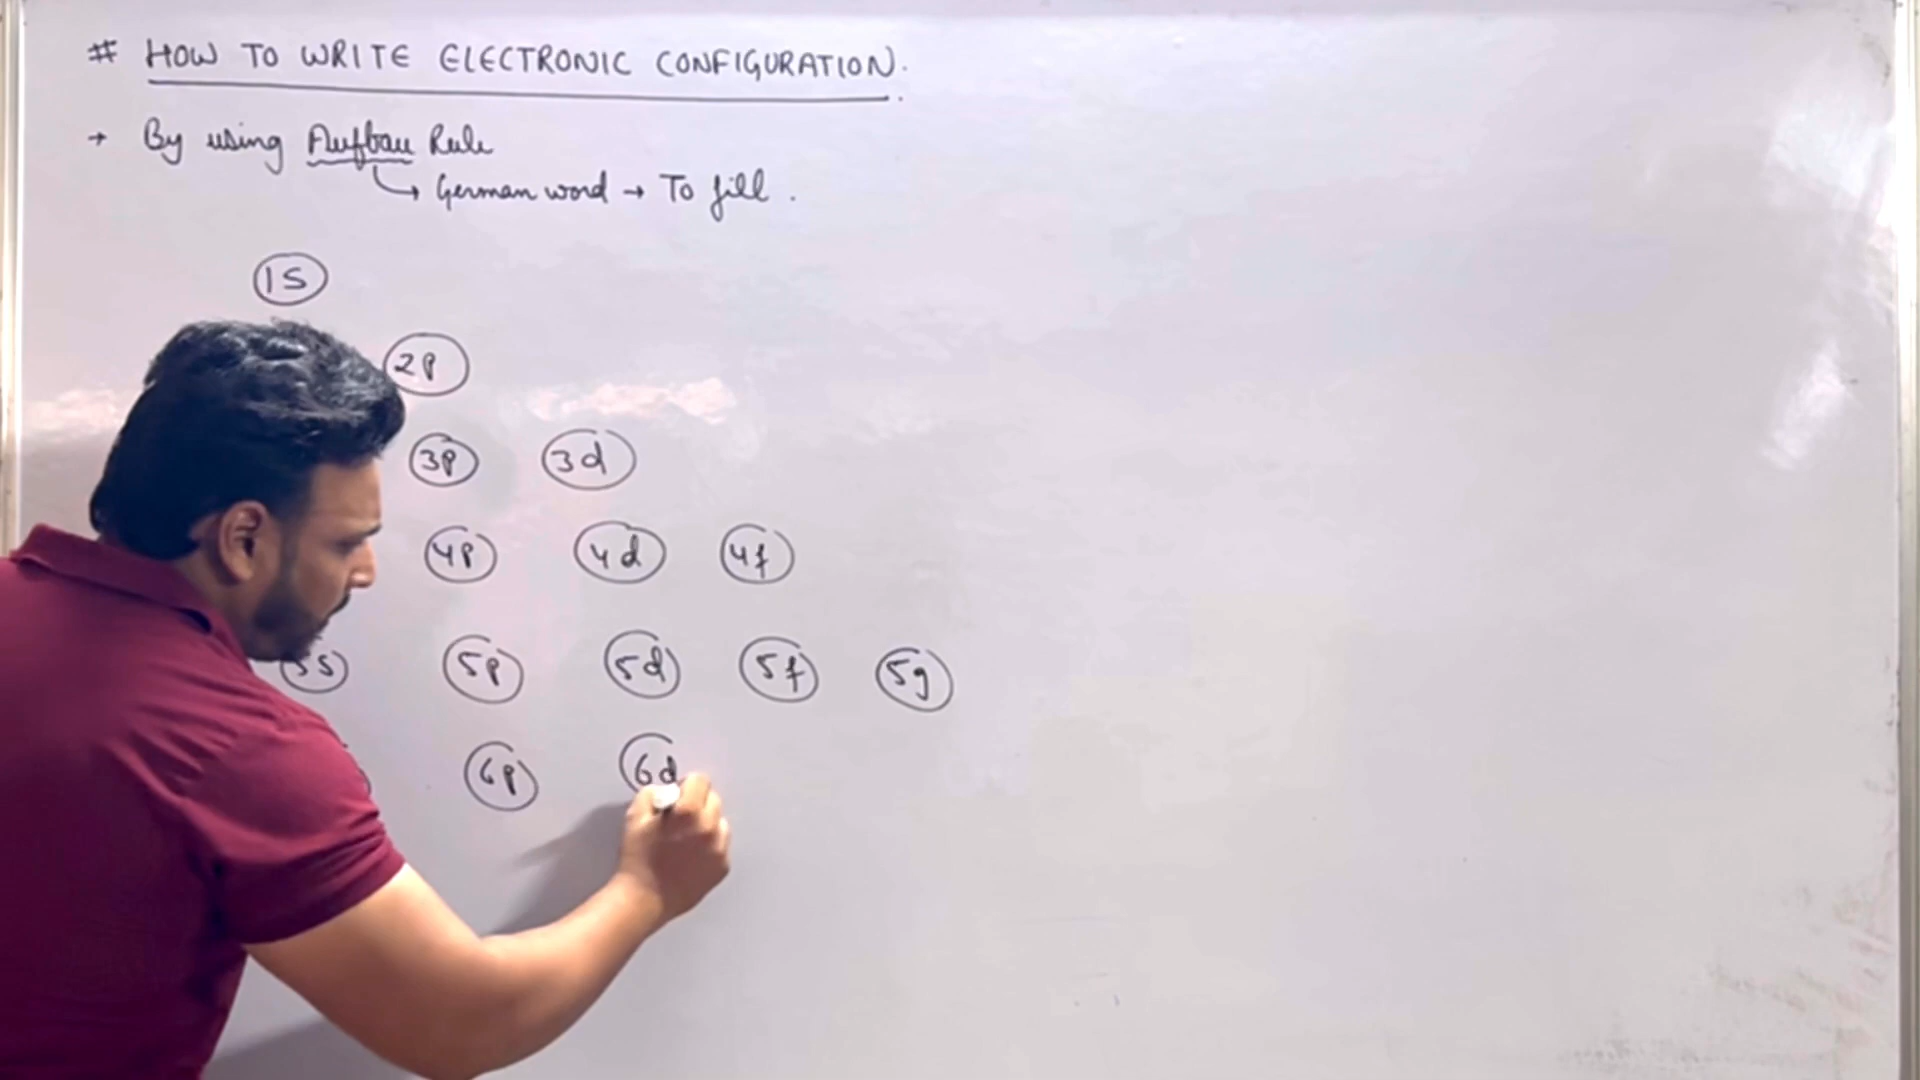 # HOW TO WRITE ELECTRONIC CONFIGURATION.
→ By using Aufbau Rule
↳ German word → To fill.
1S
2p
3p 3d
4p 4d 4f
5s 5p 5d 5f 5g
6p 6d